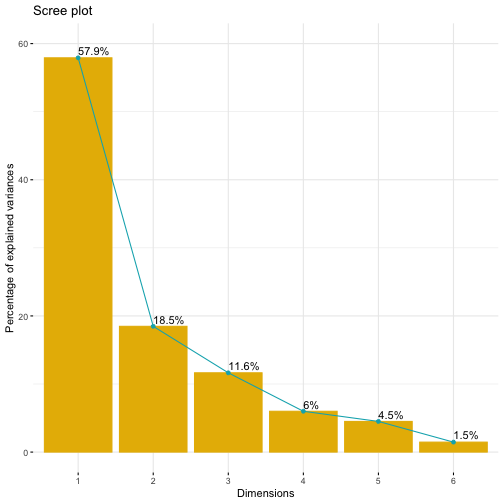 Scree plot
Percentage of explained variances
60
40
20
0
57.9%
18.5%
11.6%
6%
4.5%
1.5%
1 2 3 4 5 6
Dimensions